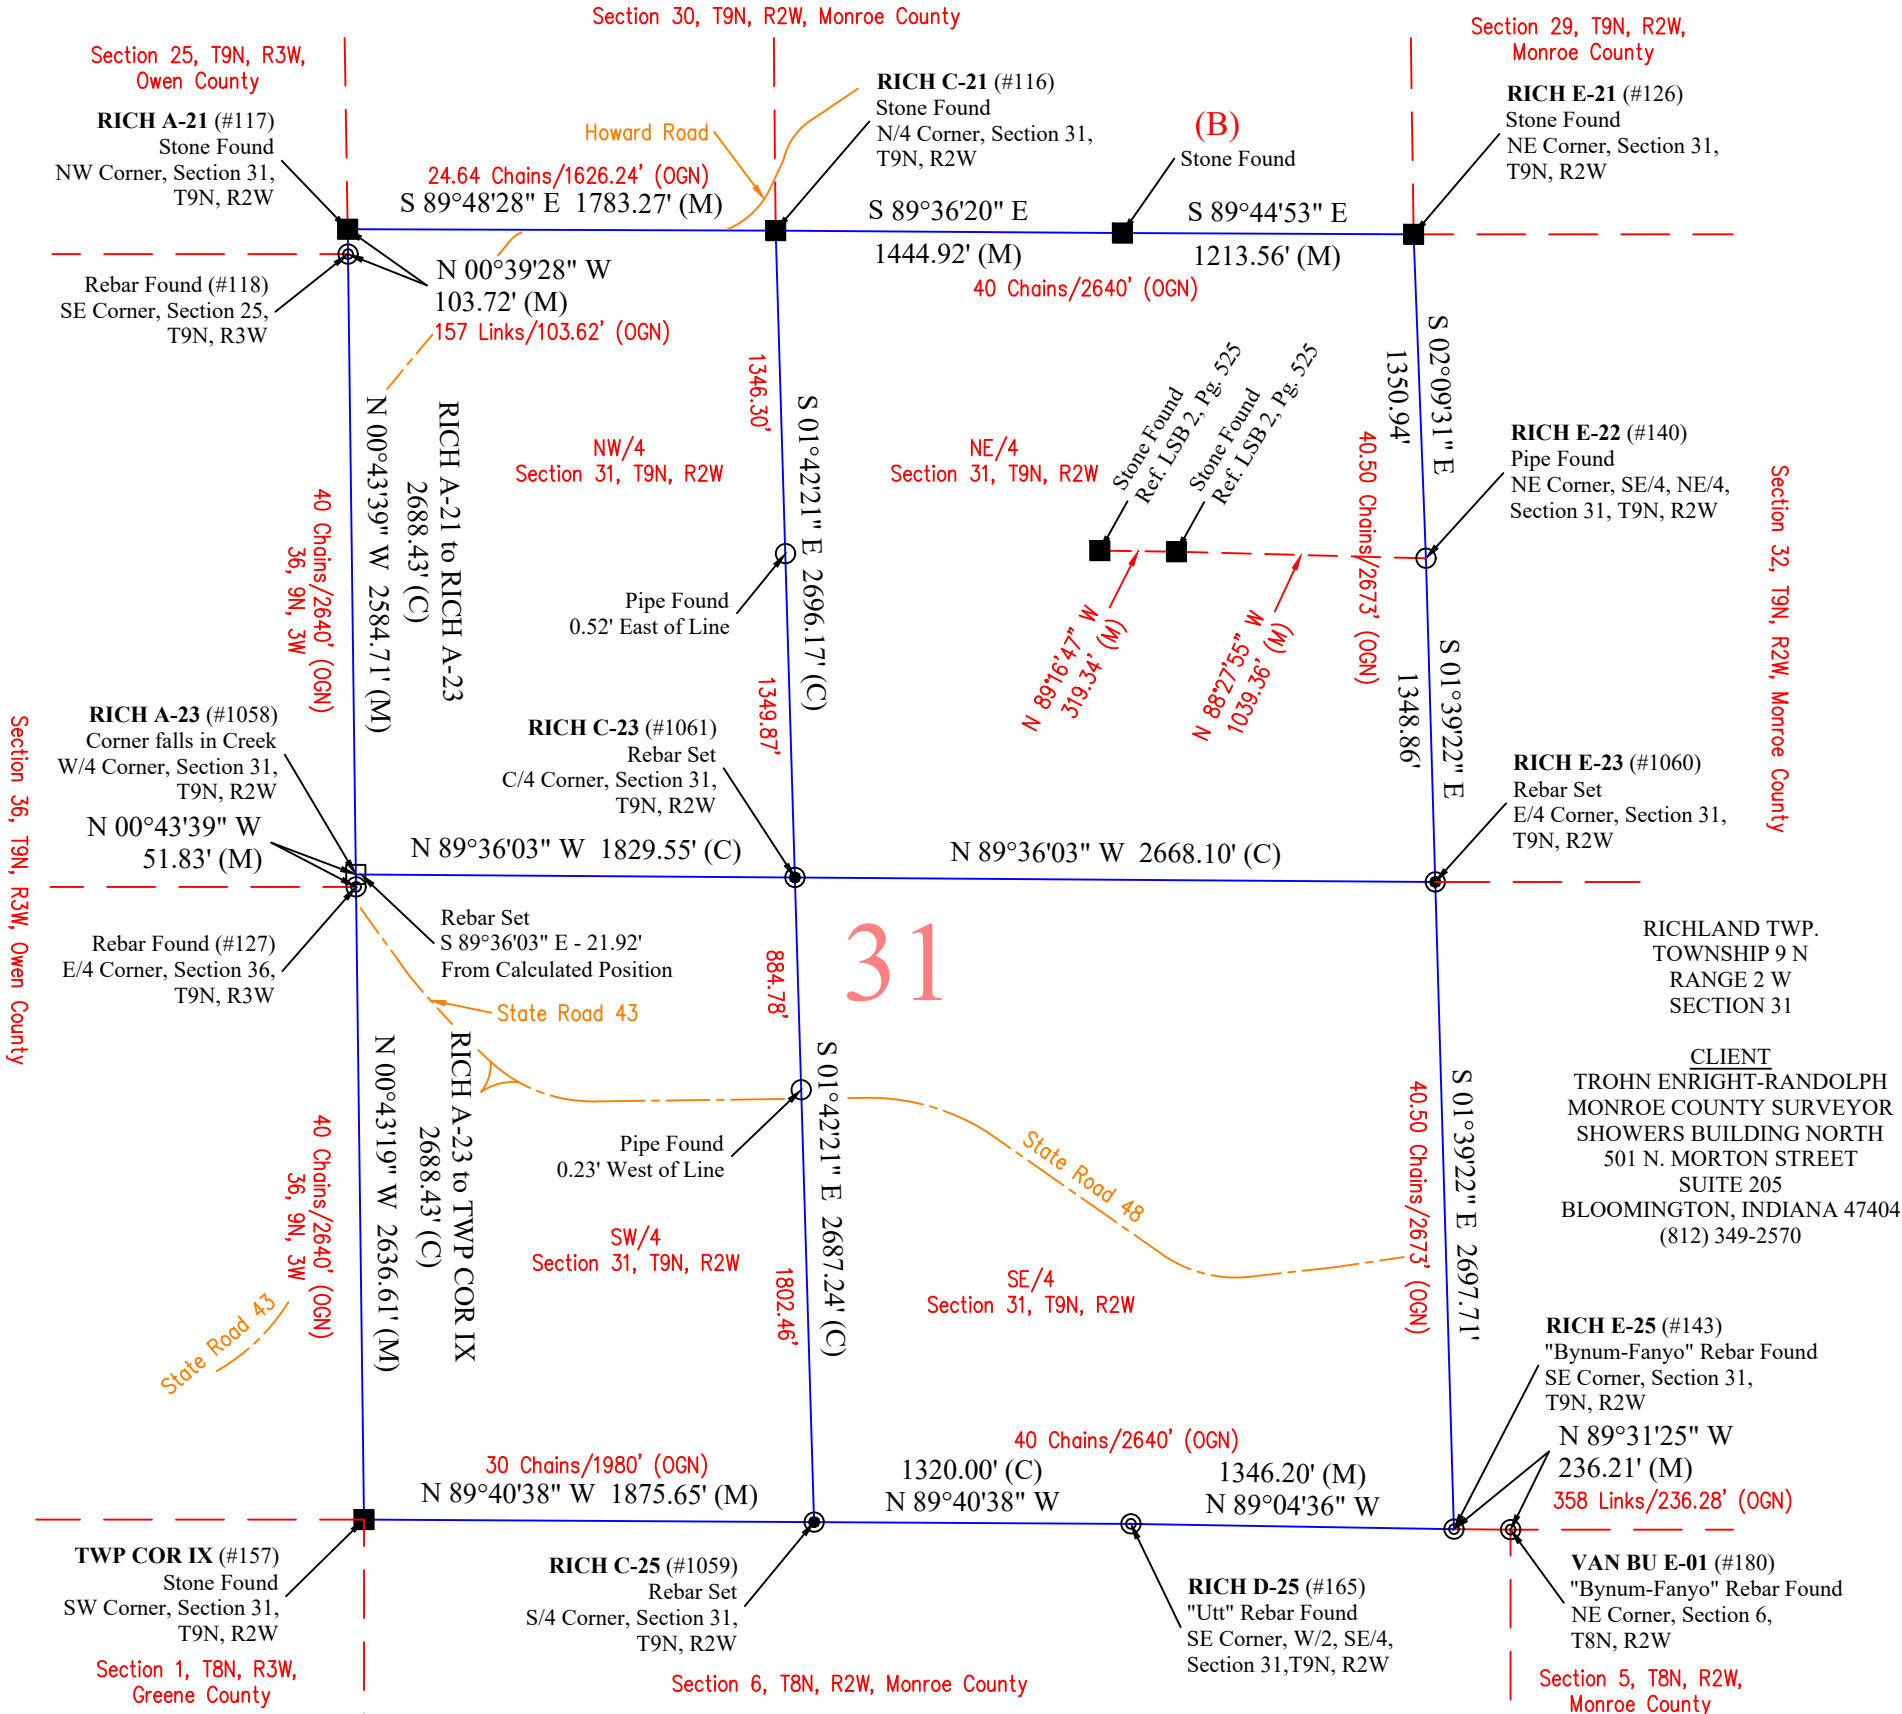 Section 30, T9N, R2W, Monroe County
Section 25, T9N, R3W,
Owen County
Section 29, T9N, R2W,
Monroe County
RICH A-21 (#117)
Stone Found
NW Corner, Section 31,
T9N, R2W
Howard Road
RICH C-21 (#116)
Stone Found
N/4 Corner, Section 31,
T9N, R2W
(B)
Stone Found
RICH E-21 (#126)
Stone Found
NE Corner, Section 31,
T9N, R2W
24.64 Chains/1626.24' (OGN)
S 89°48'28" E 1783.27' (M)
S 89°36'20" E
1444.92' (M)
S 89°44'53" E
1213.56' (M)
40 Chains/2640' (OGN)
Rebar Found (#118)
SE Corner, Section 25,
T9N, R3W
N 00°39'28" W
103.72' (M)
157 Links/103.62' (OGN)
1346.30'
S 01°42'21" E 2696.17' (C)
1349.87'
S 02°09'31" E
1350.94'
NW/4
Section 31, T9N, R2W
NE/4
Section 31, T9N, R2W
Stone Found
Ref. LSB 2, Pg. 525
Stone Found
Ref. LSB 2, Pg. 525
40.50 Chains/2673' (OGN)
RICH E-22 (#140)
Pipe Found
NE Corner, SE/4, NE/4,
Section 31, T9N, R2W
Section 32, T9N, R2W, Monroe County
N 00°43'39" W 2584.71' (M)
RICH A-21 to RICH A-23
2688.43' (C)
40 Chains/2640' (OGN)
36, 9N, 3W
Pipe Found
0.52' East of Line
N 89°16'47" W
319.34' (M)
N 88°27'55" W
1039.36' (M)
S 01°39'22" E
1348.86'
Section 36, T9N, R3W, Owen County
RICH A-23 (#1058)
Corner falls in Creek
W/4 Corner, Section 31,
T9N, R2W
N 00°43'39" W
51.83' (M)
RICH C-23 (#1061)
Rebar Set
C/4 Corner, Section 31,
T9N, R2W
N 89°36'03" W 1829.55' (C)
N 89°36'03" W 2668.10' (C)
RICH E-23 (#1060)
Rebar Set
E/4 Corner, Section 31,
T9N, R2W
Rebar Found (#127)
E/4 Corner, Section 36,
T9N, R3W
Rebar Set
S 89°36'03" E - 21.92'
From Calculated Position
State Road 43
31
884.78'
RICHLAND TWP.
TOWNSHIP 9 N
RANGE 2 W
SECTION 31
CLIENT
TROHN ENRIGHT-RANDOLPH
MONROE COUNTY SURVEYOR
SHOWERS BUILDING NORTH
501 N. MORTON STREET
SUITE 205
BLOOMINGTON, INDIANA 47404
(812) 349-2570
N 00°43'19" W 2636.61' (M)
RICH A-23 to TWP COR IX
2688.43' (C)
40 Chains/2640' (OGN)
36, 9N, 3W
State Road 43
Pipe Found
0.23' West of Line
S 01°42'21" E 2687.24' (C)
1802.46'
State Road 48
SW/4
Section 31, T9N, R2W
SE/4
Section 31, T9N, R2W
S 01°39'22" E 2697.71'
40.50 Chains/2673' (OGN)
RICH E-25 (#143)
"Bynum-Fanyo" Rebar Found
SE Corner, Section 31,
T9N, R2W
N 89°31'25" W
236.21' (M)
358 Links/236.28' (OGN)
30 Chains/1980' (OGN)
N 89°40'38" W 1875.65' (M)
40 Chains/2640' (OGN)
1320.00' (C)
N 89°40'38" W
1346.20' (M)
N 89°04'36" W
TWP COR IX (#157)
Stone Found
SW Corner, Section 31,
T9N, R2W
RICH C-25 (#1059)
Rebar Set
S/4 Corner, Section 31,
T9N, R2W
RICH D-25 (#165)
"Utt" Rebar Found
SE Corner, W/2, SE/4,
Section 31,T9N, R2W
VAN BU E-01 (#180)
"Bynum-Fanyo" Rebar Found
NE Corner, Section 6,
T8N, R2W
Section 1, T8N, R3W,
Greene County
Section 6, T8N, R2W, Monroe County
Section 5, T8N, R2W,
Monroe County